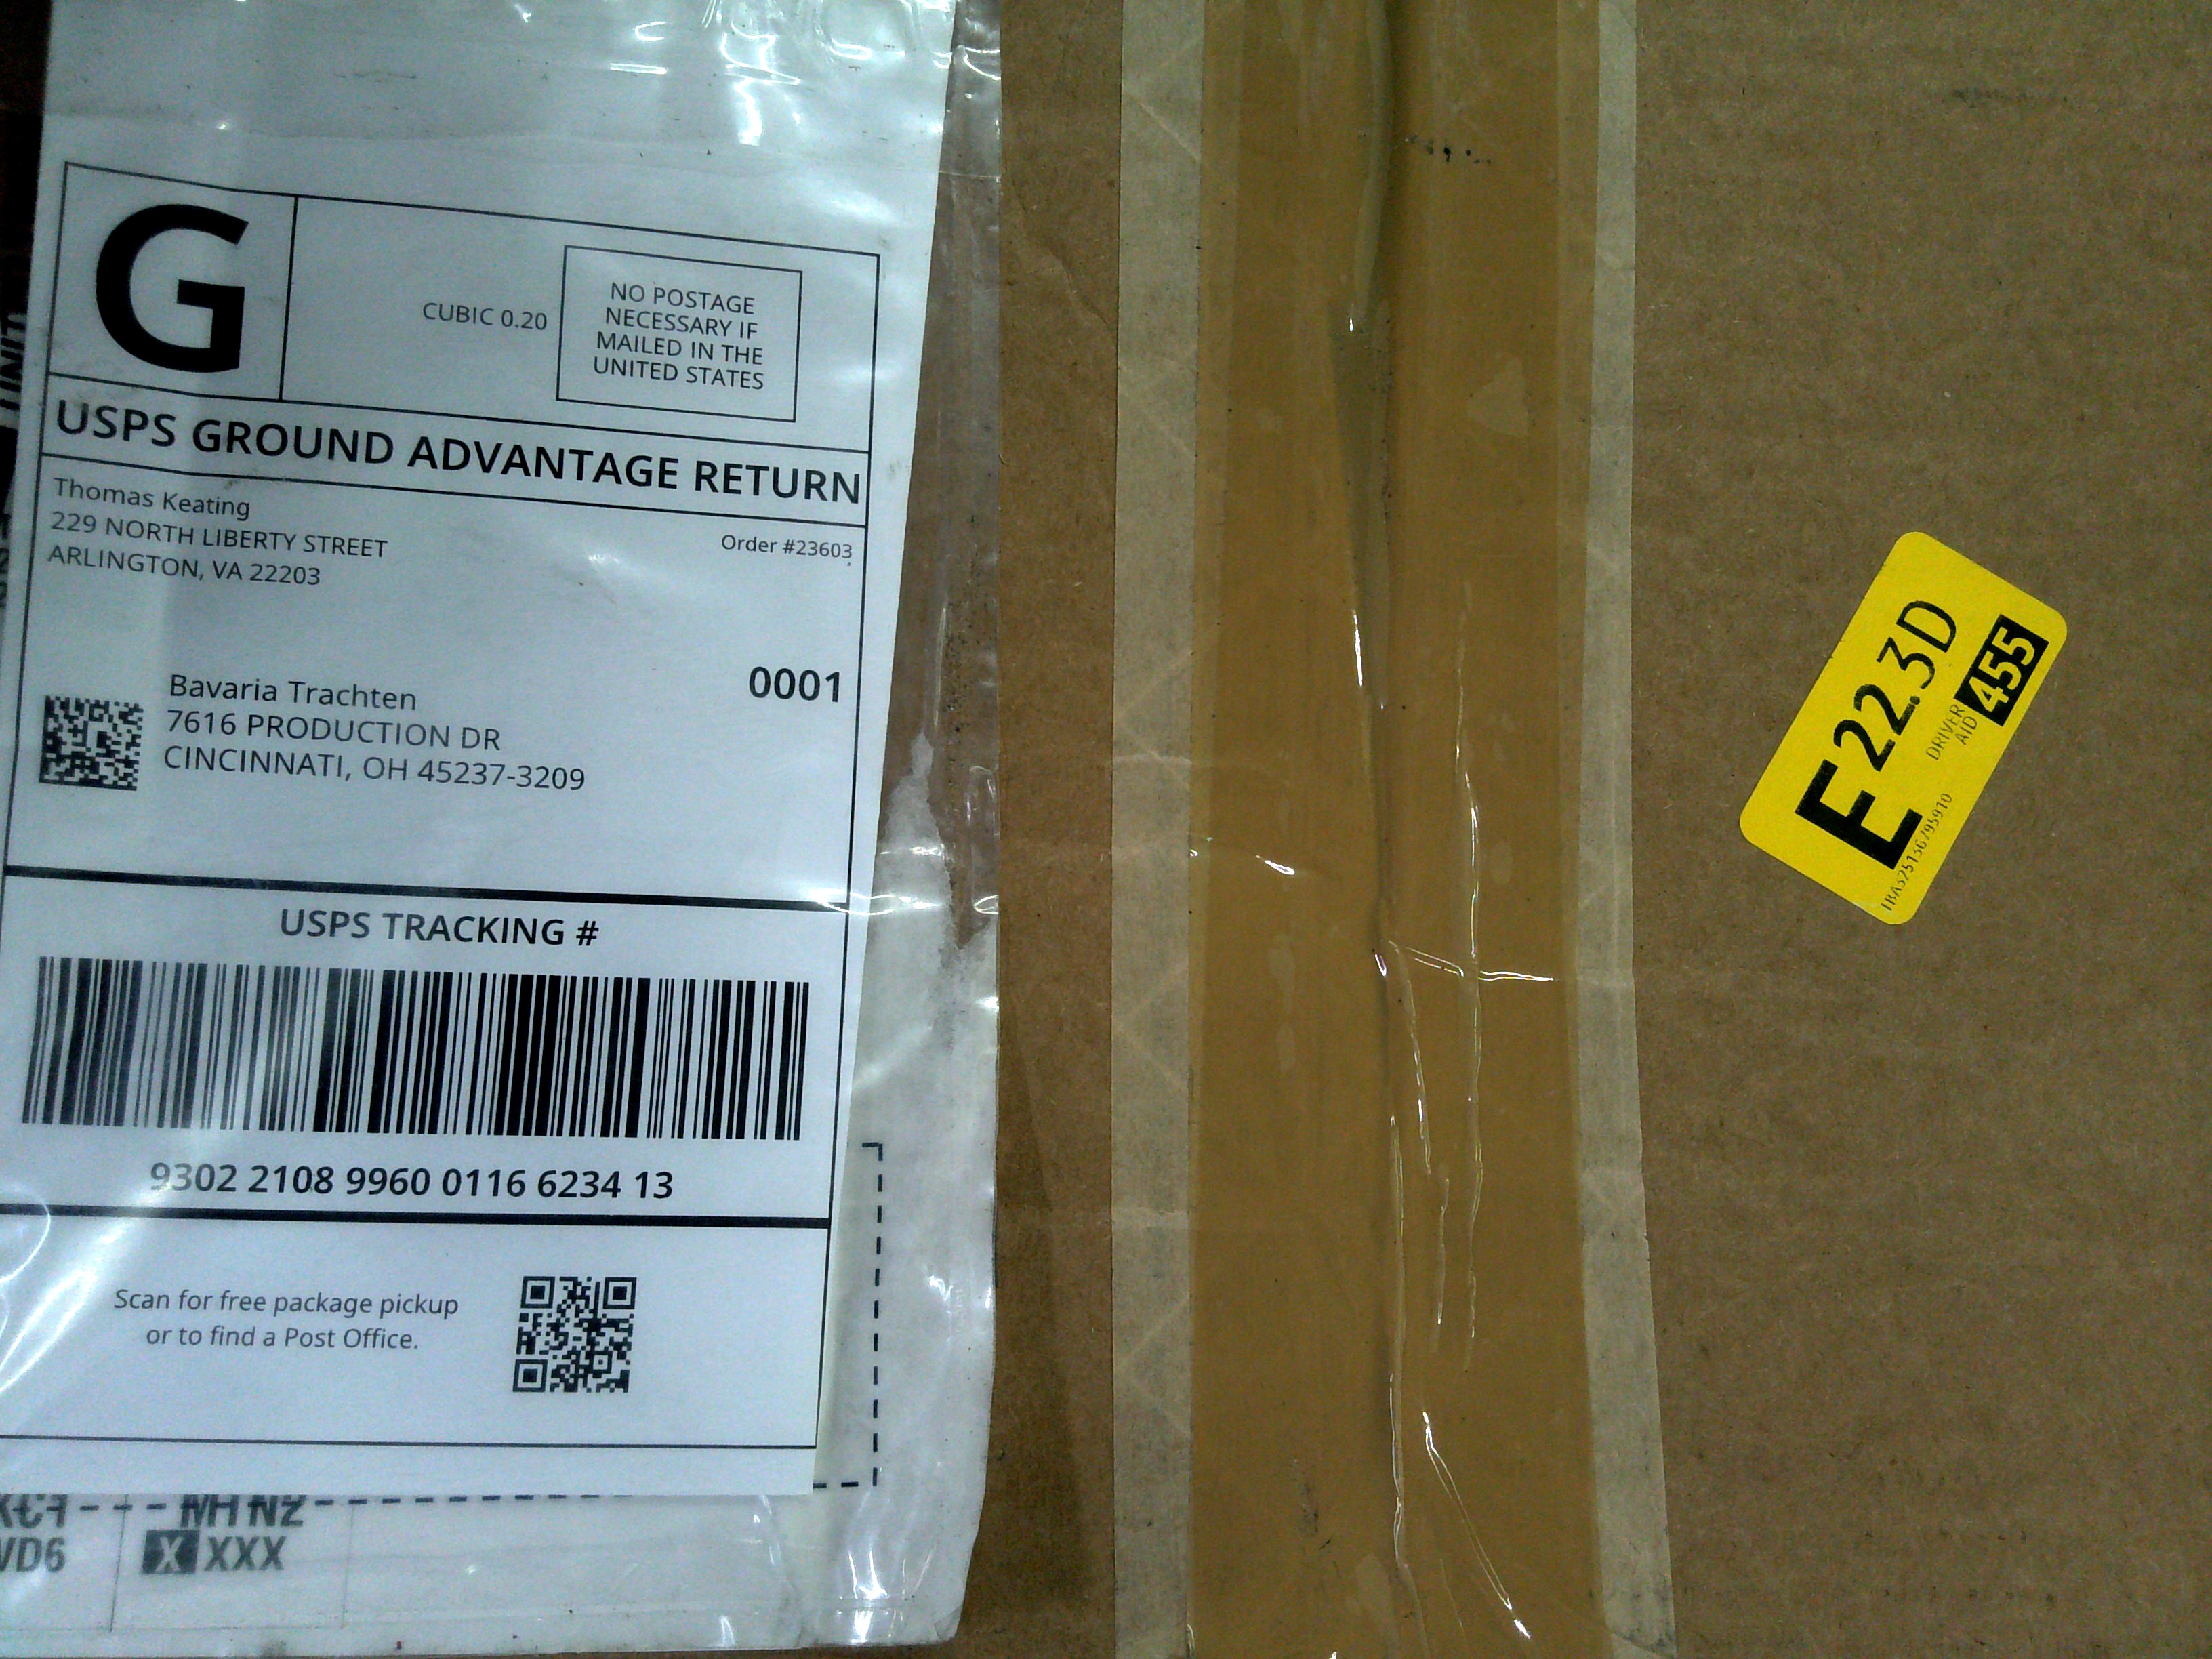 G
CUBIC 0.20
NO POSTAGE
NECESSARY IF
MAILED IN THE
UNITED STATES
USPS GROUND ADVANTAGE RETURN
Thomas Keating
229 NORTH LIBERTY STREET
ARLINGTON, VA 22203
Order #23603
0001
Bavaria Trachten
7616 PRODUCTION DR
CINCINNATI, OH 45237-3209
USPS TRACKING #
9302 2108 9960 0116 6234 13
Scan for free package pickup
or to find a Post Office.
X XXX
E22.3D
DRIVER
AID
455